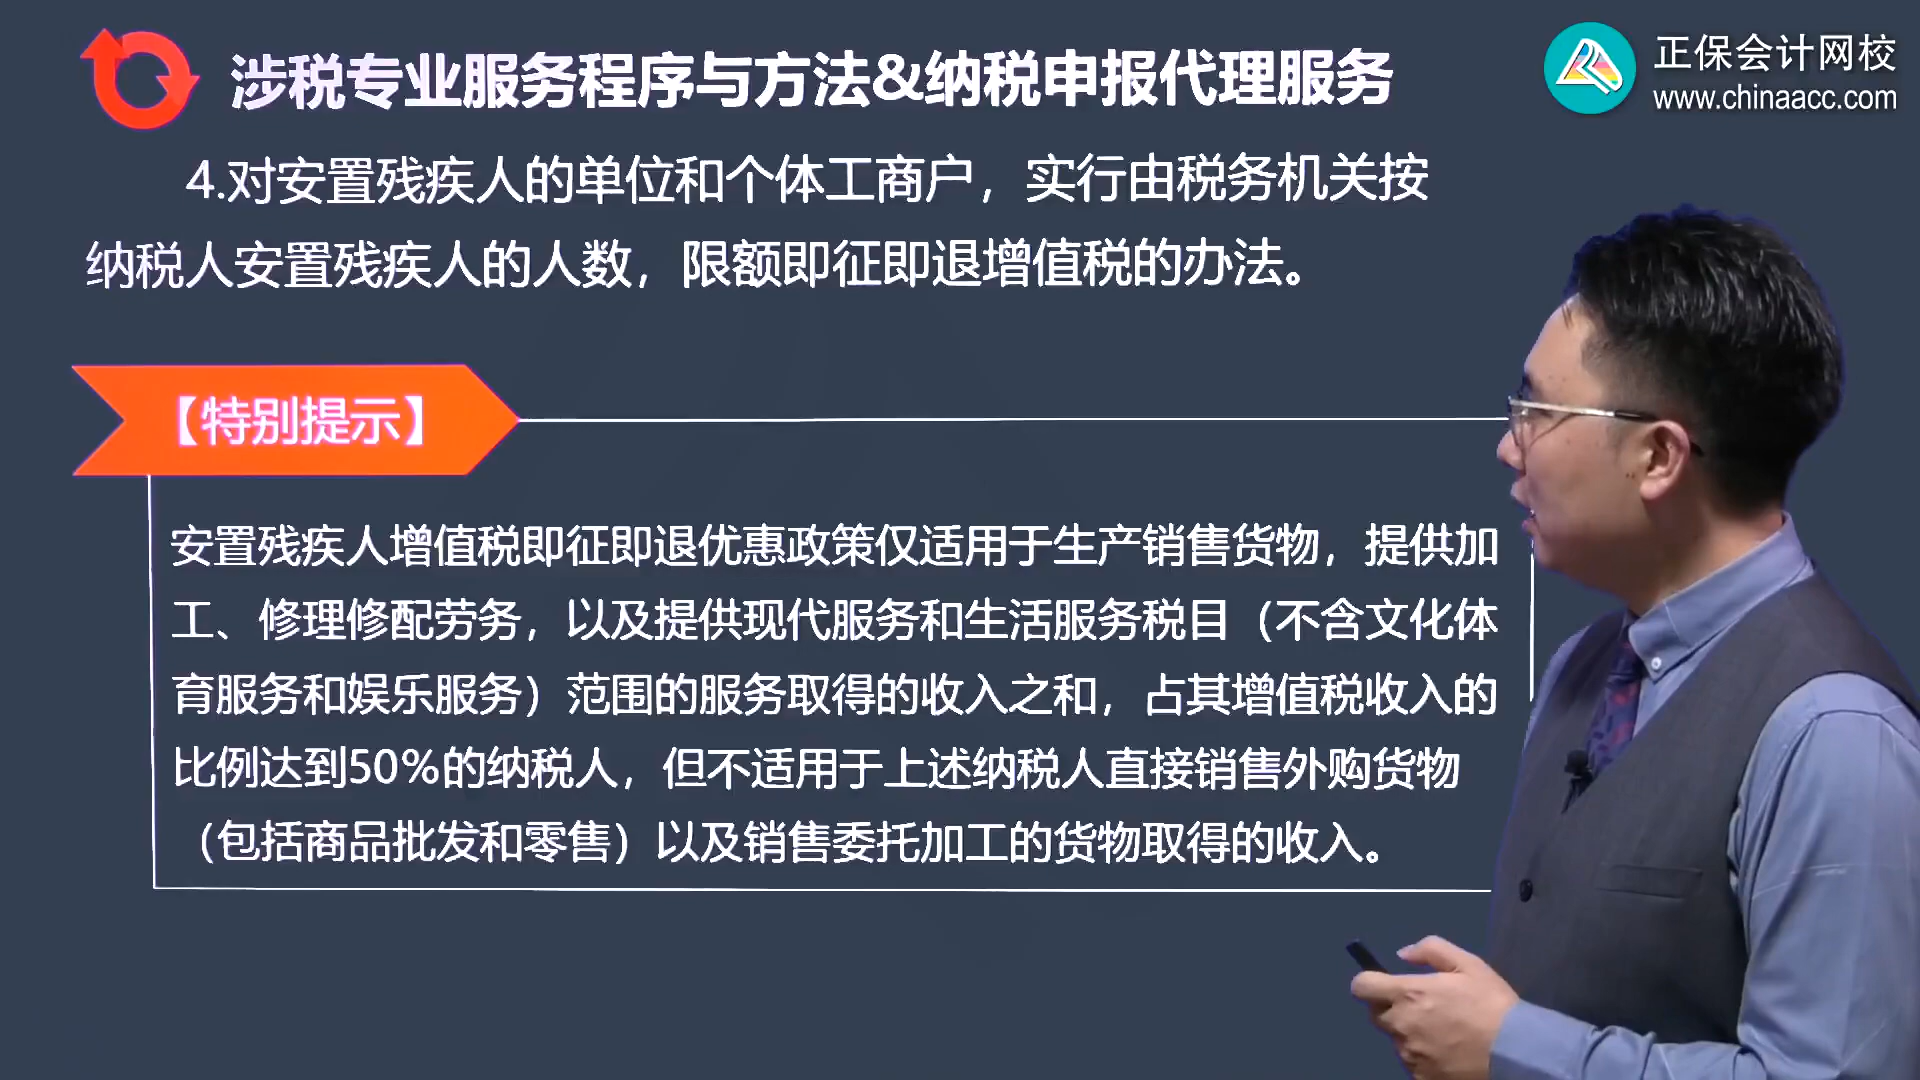 涉税专业服务程序与方法&纳税申报代理服务
正保会计网校
www.chinaacc.com
4.对安置残疾人的单位和个体工商户，实行由税务机关按
纳税人安置残疾人的人数，限额即征即退增值税的办法。
【特别提示】
安置残疾人增值税即征即退优惠政策仅适用于生产销售货物，提供加
工、修理修配劳务，以及提供现代服务和生活服务税目（不含文化体
育服务和娱乐服务）范围的服务取得的收入之和，占其增值税收入的
比例达到50%的纳税人，但不适用于上述纳税人直接销售外购货物
（包括商品批发和零售）以及销售委托加工的货物取得的收入。